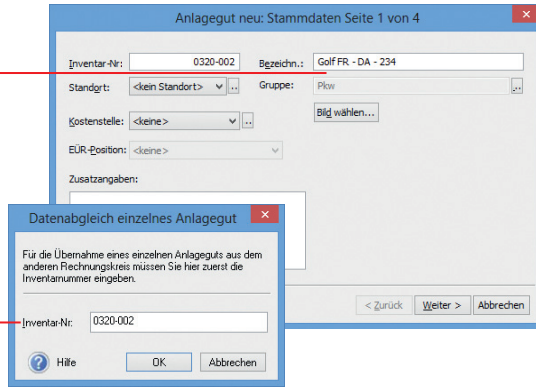 Anlagegut neu: Stammdaten Seite 1 von 4
Inventar-Nr: 0320-002 Bezeichn.: Golf FR - DA - 234
Standort: <kein Standort> .. Gruppe: Pkw ..
Kostenstelle: <keine> .. Bild wählen...
EÜR-Position: <keine>
Zusatzangaben:
< Zurück Weiter > Abbrechen
Datenabgleich einzelnes Anlagegut
Für die Übernahme eines einzelnen Anlageguts aus dem
anderen Rechnungskreis müssen Sie hier zuerst die
Inventarnummer eingeben.
Inventar-Nr: 0320-002
Hilfe OK Abbrechen